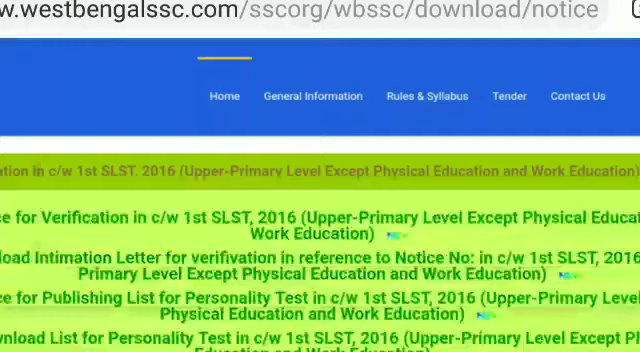 w.westbengalssc.com/sscorg/wbssc/download/notice
Home General Information Rules & Syllabus Tender Contact Us
ation in c/w 1st SLST. 2016 (Upper-Primary Level Except Physical Education and Work Education)
ce for Verification in c/w 1st SLST, 2016 (Upper-Primary Level Except Physical Educat
Work Education)
load Intimation Letter for verifivation in reference to Notice No: in c/w 1st SLST, 2016
Primary Level Except Physical Education and Work Education)
ce for Publishing List for Personality Test in c/w 1st SLST, 2016 (Upper-Primary Leve
Physical Education and Work Education)
wnload List for Personality Test in c/w 1st SLST, 2016 (Upper-Primary Level Except P
Education and Work Education)